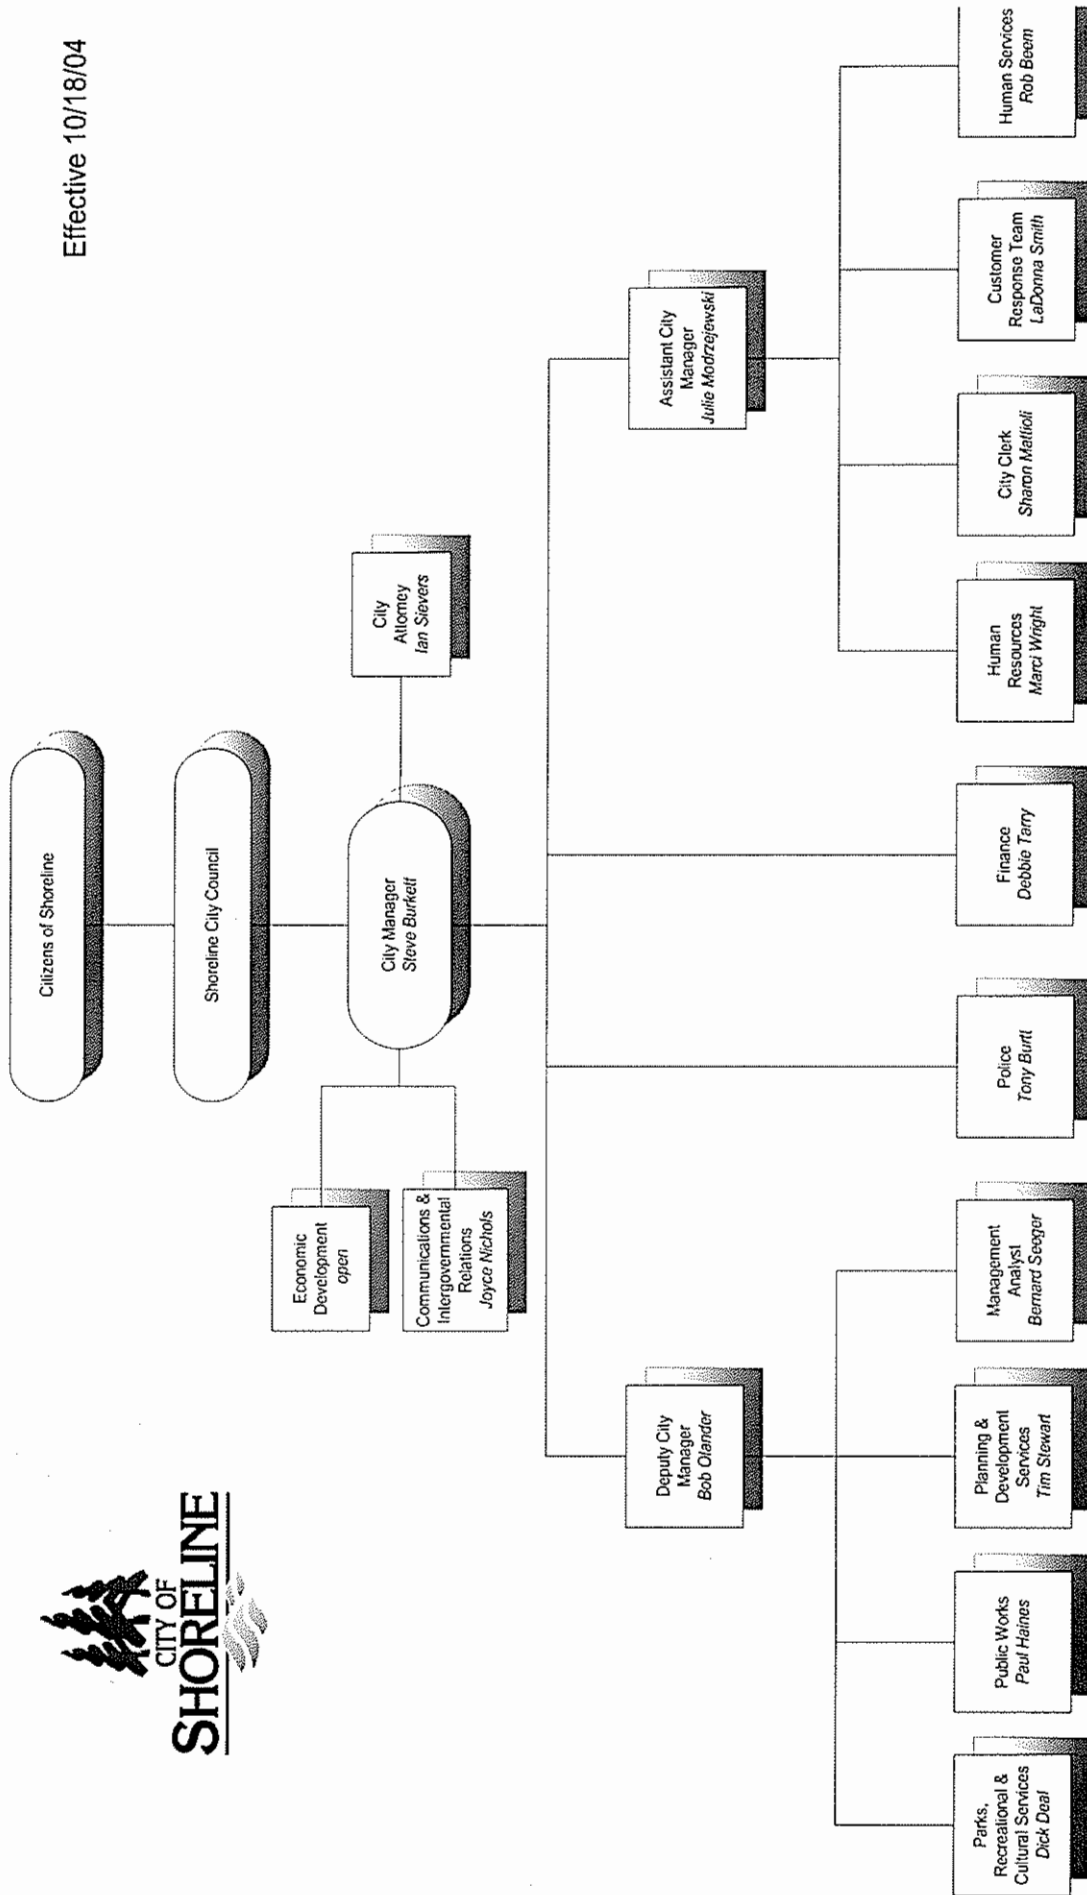 CITY OF
SHORELINE
Effective 10/18/04
Citizens of Shoreline
Shoreline City Council
City Manager
Steve Burkett
City
Attorney
Ian Sievers
Economic
Development
open
Communications &
Intergovernmental
Relations
Joyce Nichols
Deputy City
Manager
Bob Olander
Assistant City
Manager
Julie Modrzejewski
Parks,
Recreational &
Cultural Services
Dick Deal
Public Works
Paul Haines
Planning &
Development
Services
Tim Stewart
Management
Analyst
Bernard Seeger
Police
Tony Burtt
Finance
Debbie Tarry
Human
Resources
Marci Wright
City Clerk
Sharon Mattioli
Customer
Response Team
LaDonna Smith
Human Services
Rob Beem